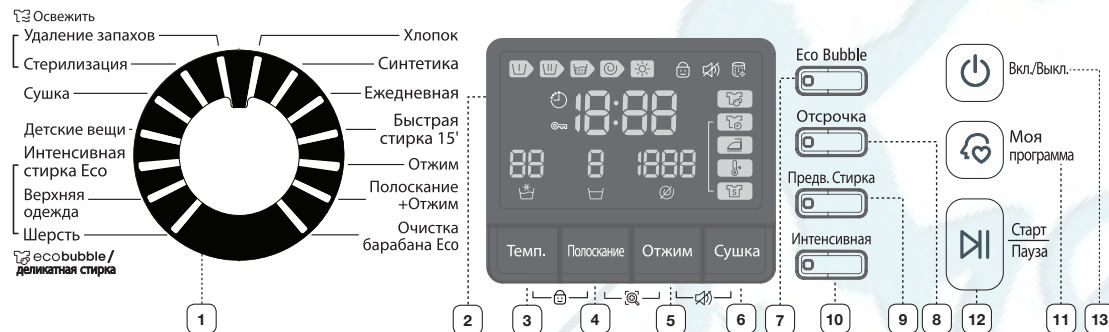 Освежить
Удаление запахов
Стерилизация
Сушка
Детские вещи
Интенсивная
стирка Eco
Верхняя
одежда
Шерсть
ecobubble/
деликатная стирка
Хлопок
Синтетика
Ежедневная
Быстрая
стирка 15'
Отжим
Полоскание
+Отжим
Очистка
барабана Eco
18:88
88 8 1888
Темп. Полоскание Отжим Сушка
Eco Bubble
Отсрочка
Предв. Стирка
Интенсивная
Вкл./Выкл.
Моя
программа
Старт
Пауза
1 2 3 4 5 6 7 10 9 8 12 11 13